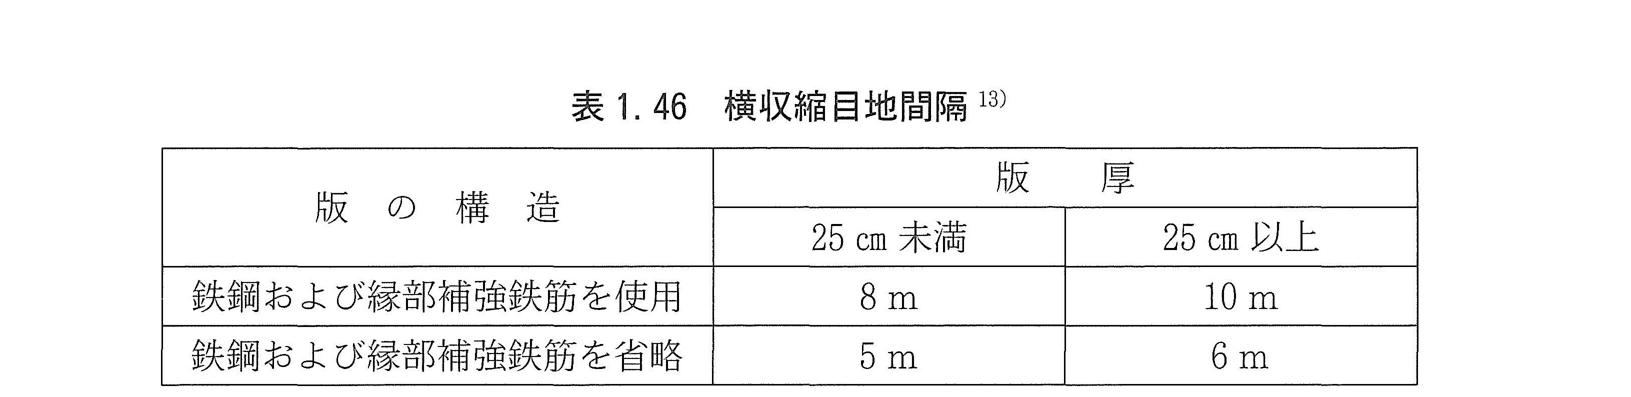 表1.46 横収縮目地間隔 13)
版の構造
版厚
25 cm 未満
25 cm 以上
鉄鋼および縁部補強鉄筋を使用
8 m
10 m
鉄鋼および縁部補強鉄筋を省略
5 m
6 m